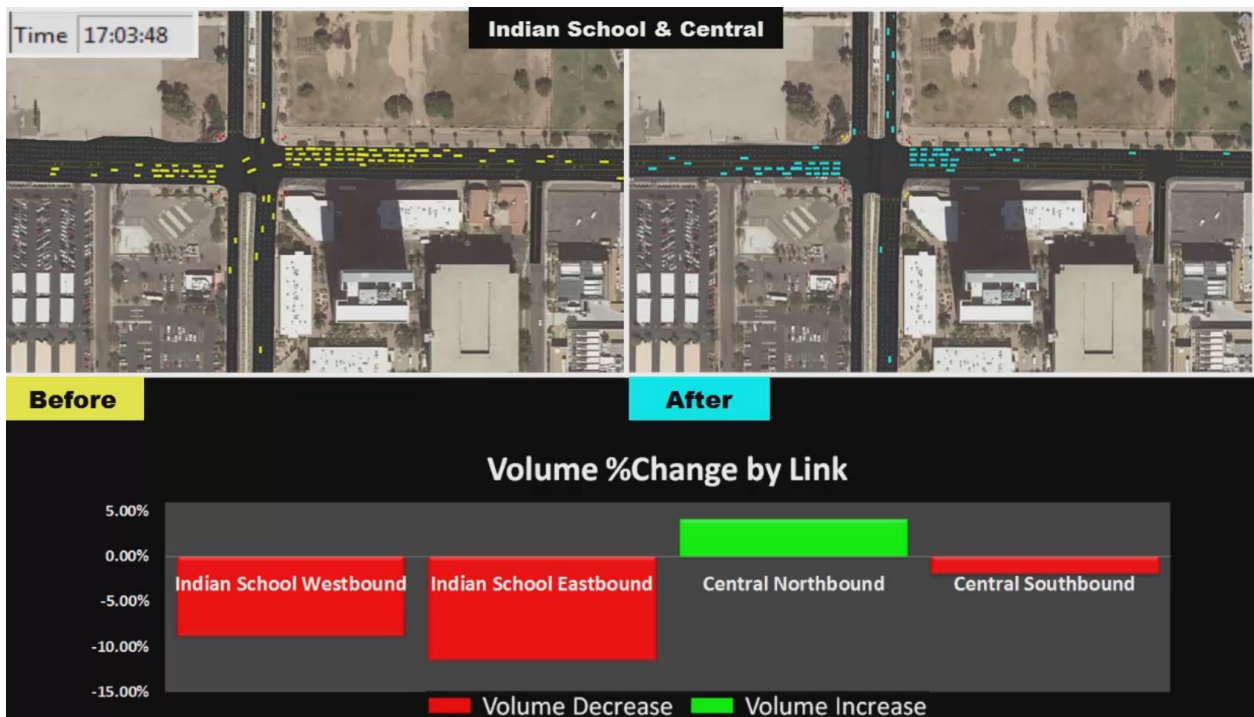 Time 17:03:48
Indian School & Central
Before
After
Volume %Change by Link
5.00%
0.00%
Indian School Westbound
Indian School Eastbound
Central Northbound
Central Southbound
-5.00%
-10.00%
-15.00%
Volume Decrease
Volume Increase